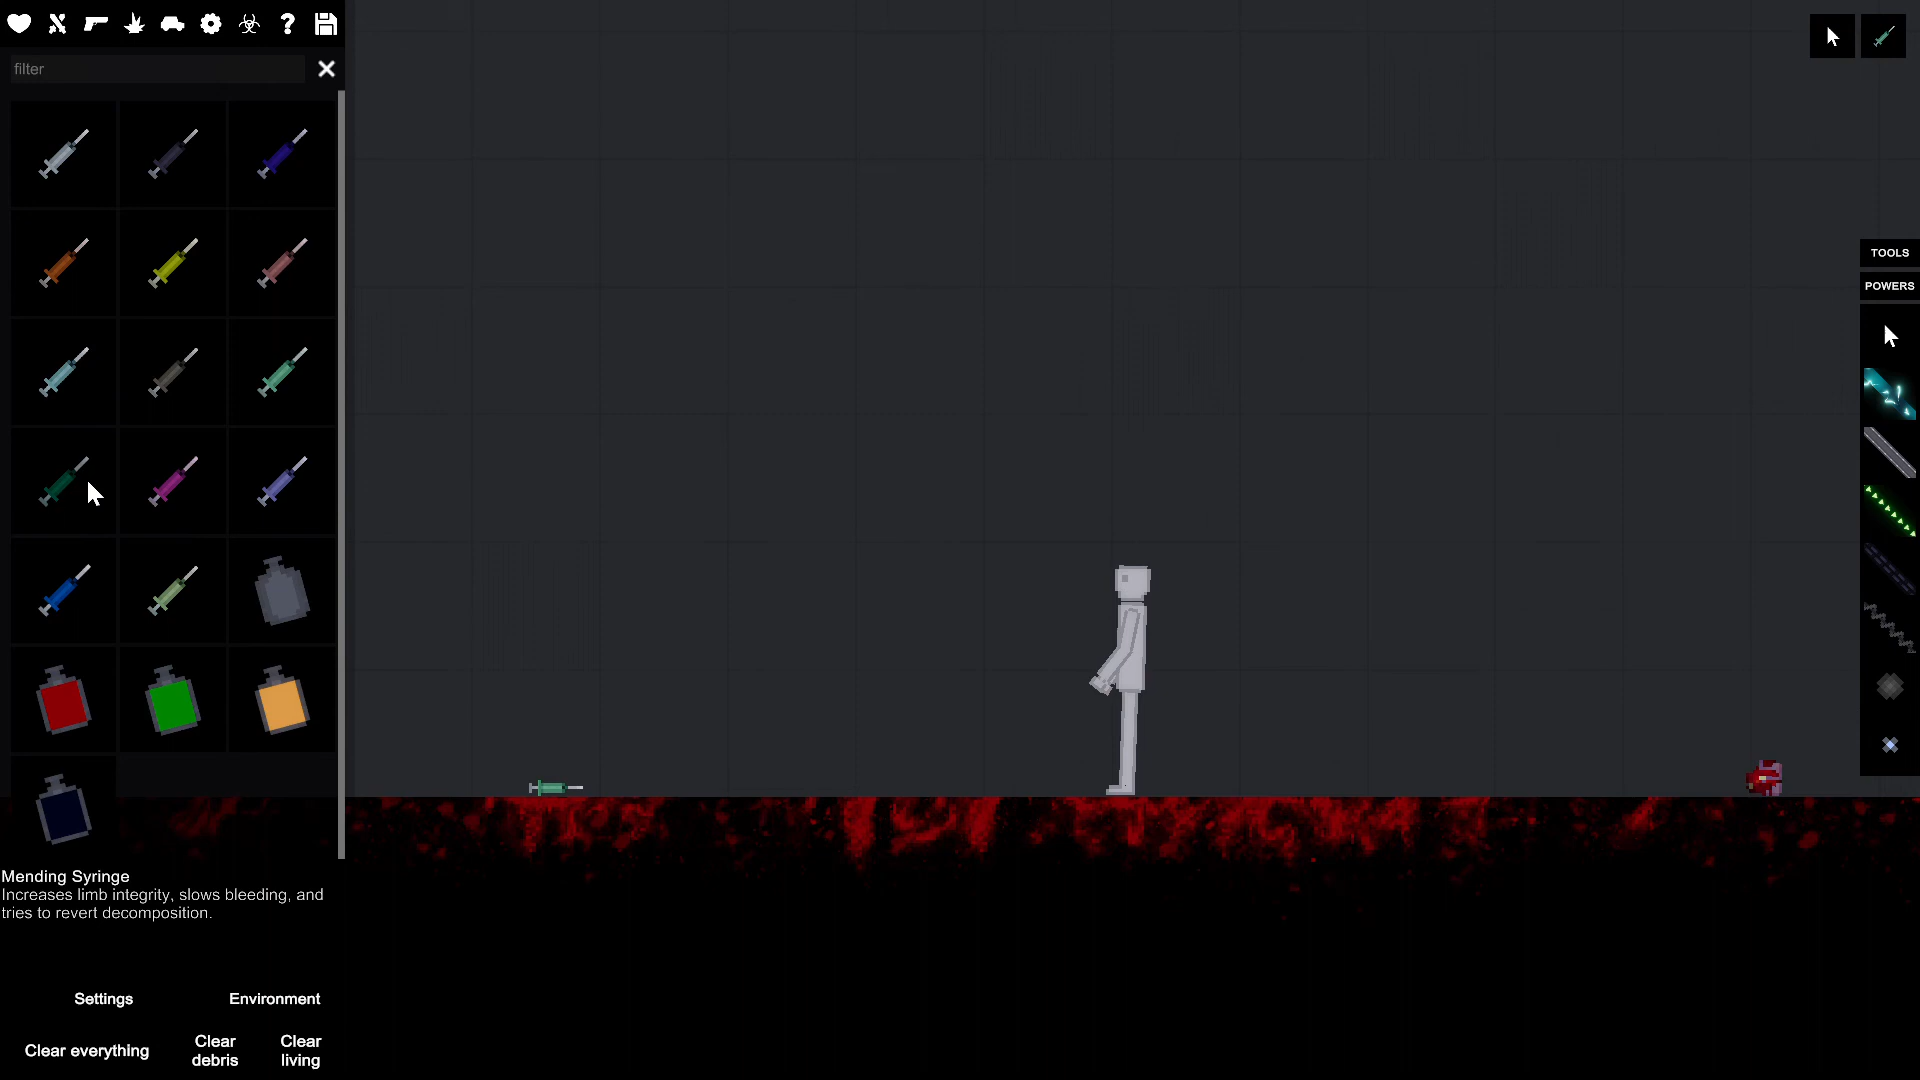 filter
TOOLS
POWERS
Mending Syringe
Increases limb integrity, slows bleeding, and
tries to revert decomposition.
Settings
Environment
Clear everything
Clear
debris
Clear
living